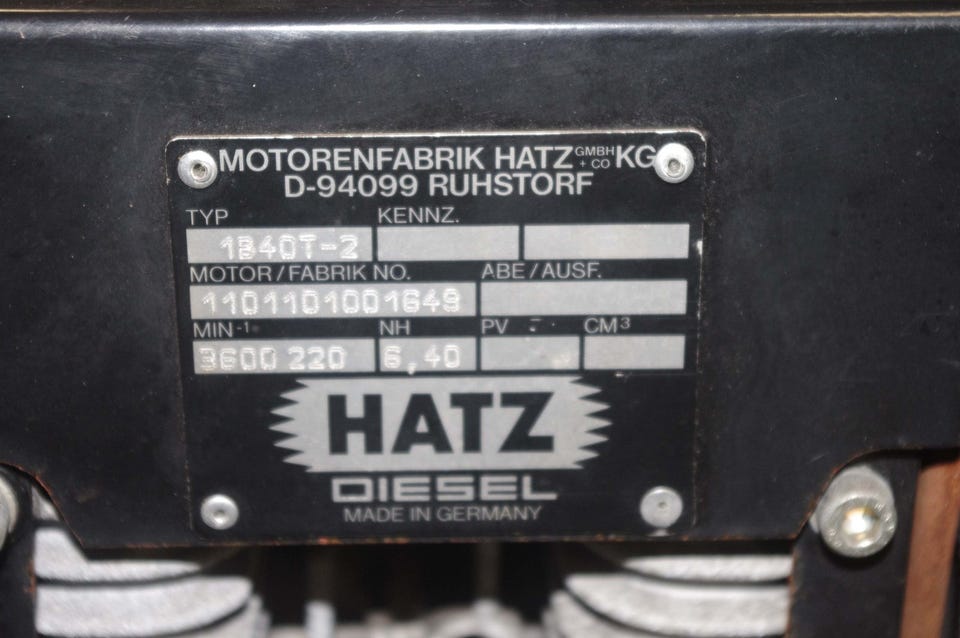 MOTORENFABRIK HATZ GMBH + CO KG
D-94099 RUHSTORF
TYP KENNZ.
1B40T-2
MOTOR/FABRIK NO. ABE/AUSF.
1101101001649
MIN-1 NH PV CM3
3600 220 6,40
HATZ
DIESEL
MADE IN GERMANY